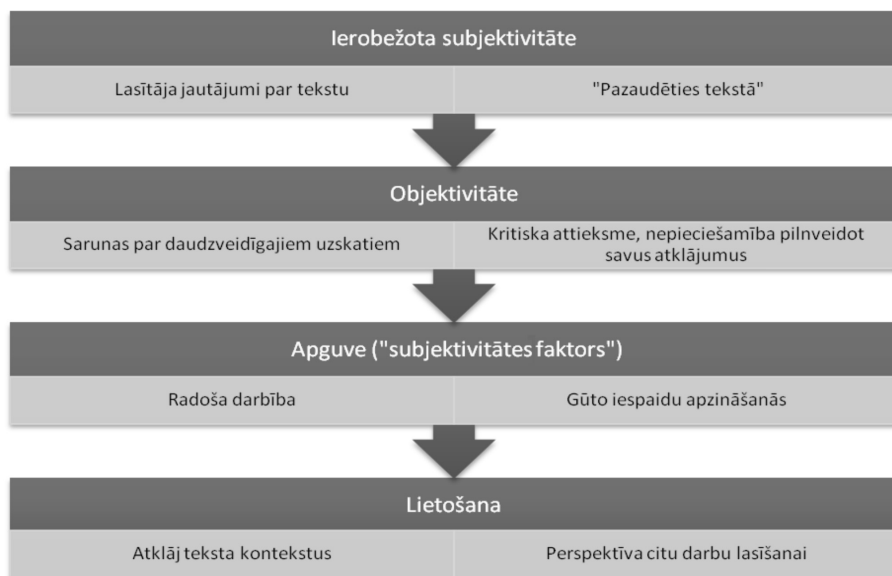 Ierobežota subjektivitāte
Lasītāja jautājumi par tekstu
"Pazaudēties tekstā"
Objektivitāte
Sarunas par daudzveidīgajiem uzskatiem
Kritiska attieksme, nepieciešamība pilnveidot
savus atklājumus
Apguve ("subjektivitātes faktors")
Radoša darbība
Gūto iespaidu apzināšanās
Lietošana
Atklāj teksta kontekstus
Perspektīva citu darbu lasīšanai